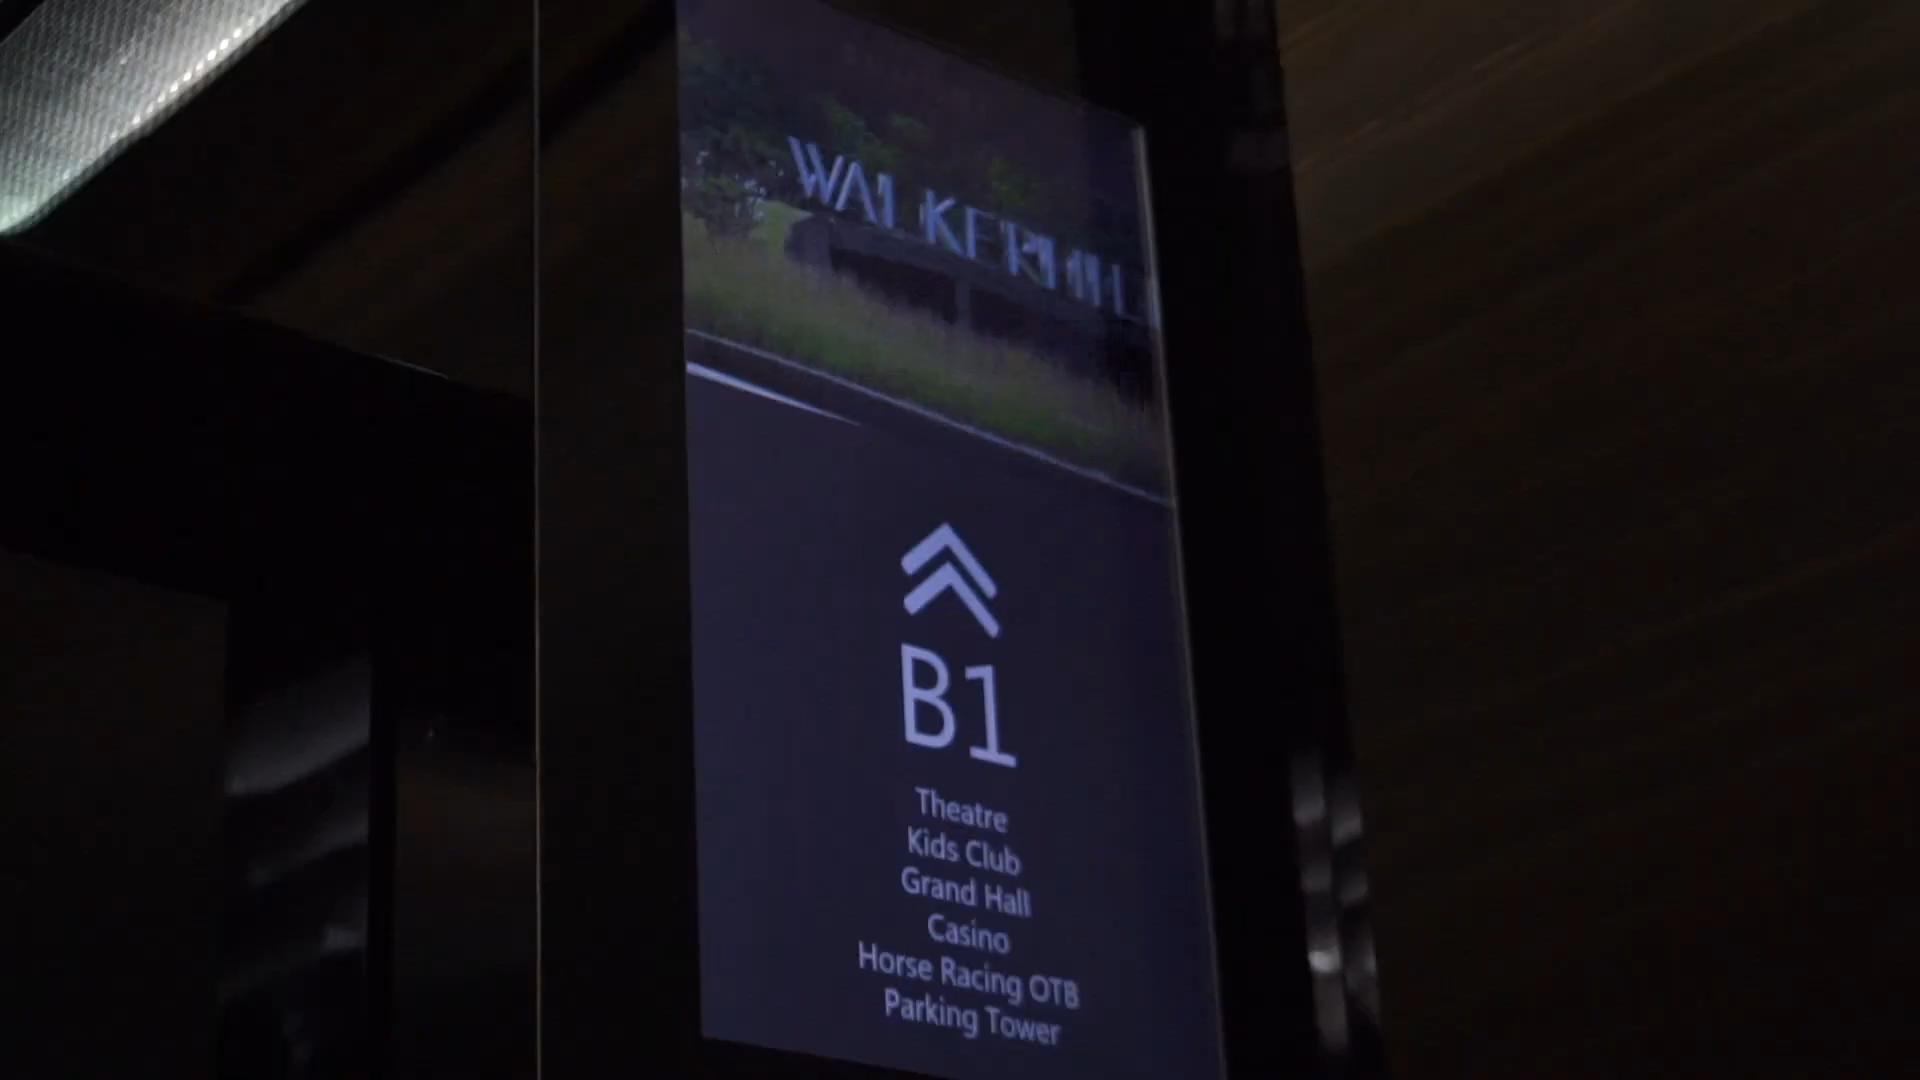 WALKERHILL
B1
Theatre
Kids Club
Grand Hall
Casino
Horse Racing OTB
Parking Tower